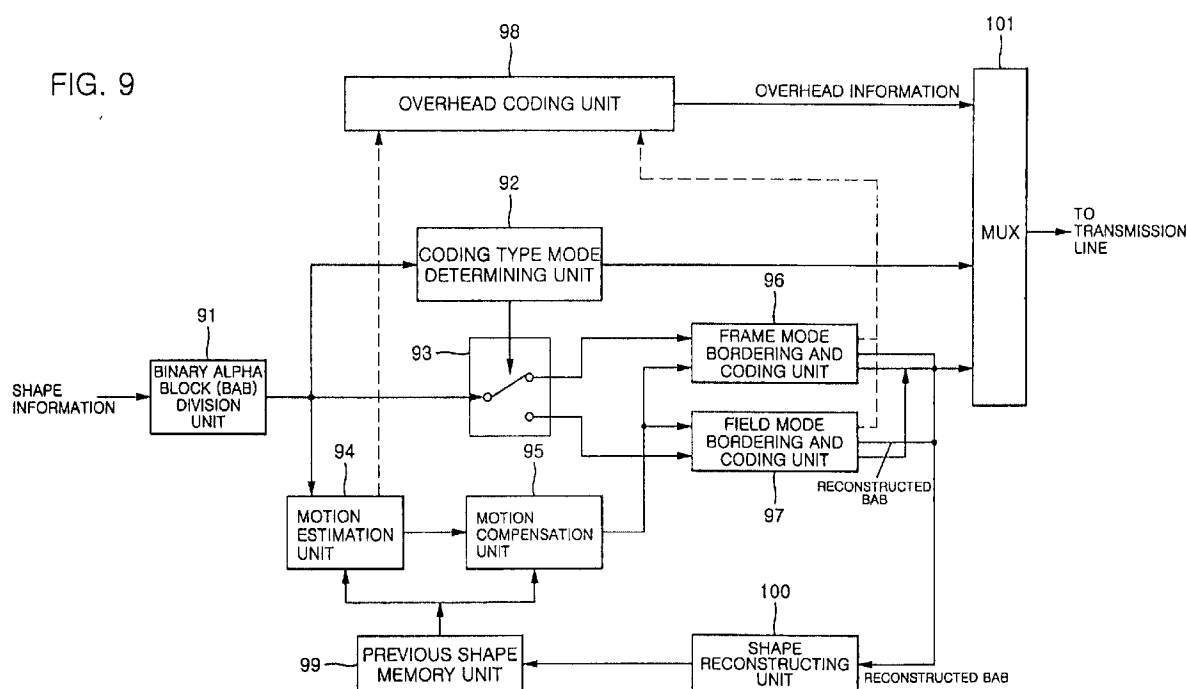 FIG. 9
98
OVERHEAD CODING UNIT
OVERHEAD INFORMATION
101
MUX
TO
TRANSMISSION
LINE
92
CODING TYPE MODE
DETERMINING UNIT
91
BINARY ALPHA
BLOCK (BAB)
DIVISION
UNIT
SHAPE
INFORMATION
93
96
FRAME MODE
BORDERING AND
CODING UNIT
FIELD MODE
BORDERING AND
CODING UNIT
97
RECONSTRUCTED
BAB
94
MOTION
ESTIMATION
UNIT
95
MOTION
COMPENSATION
UNIT
99
PREVIOUS SHAPE
MEMORY UNIT
100
SHAPE
RECONSTRUCTING
UNIT
RECONSTRUCTED BAB